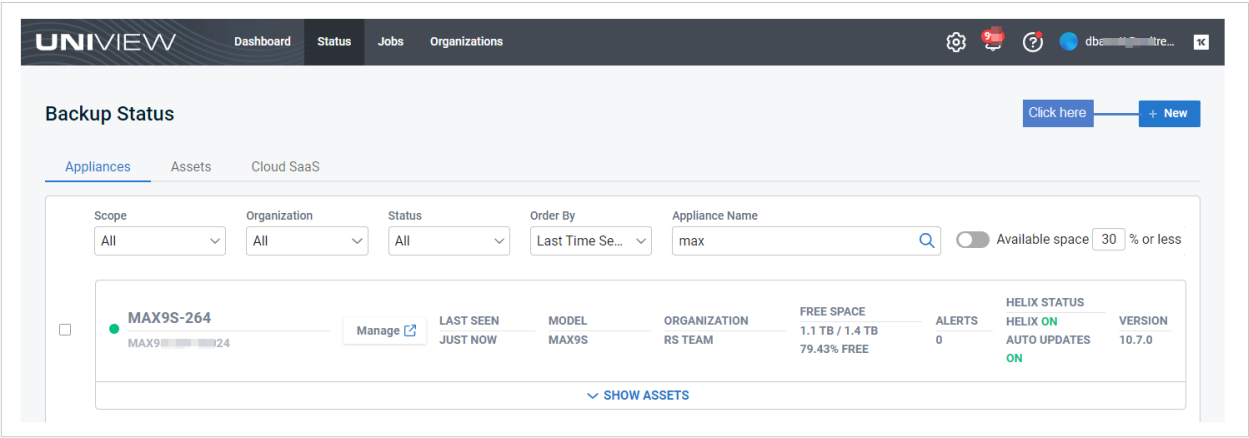 UNIVIEW Dashboard Status Jobs Organizations
Backup Status
Click here + New
Appliances Assets Cloud SaaS
Scope Organization Status Order By Appliance Name
All All All Last Time Se... max Available space 30 % or less
MAX9S-264
Manage
LAST SEEN
JUST NOW
MODEL
MAX9S
ORGANIZATION
RS TEAM
FREE SPACE
1.1 TB / 1.4 TB
79.43% FREE
ALERTS
0
HELIX STATUS
HELIX ON
AUTO UPDATES
ON
VERSION
10.7.0
SHOW ASSETS